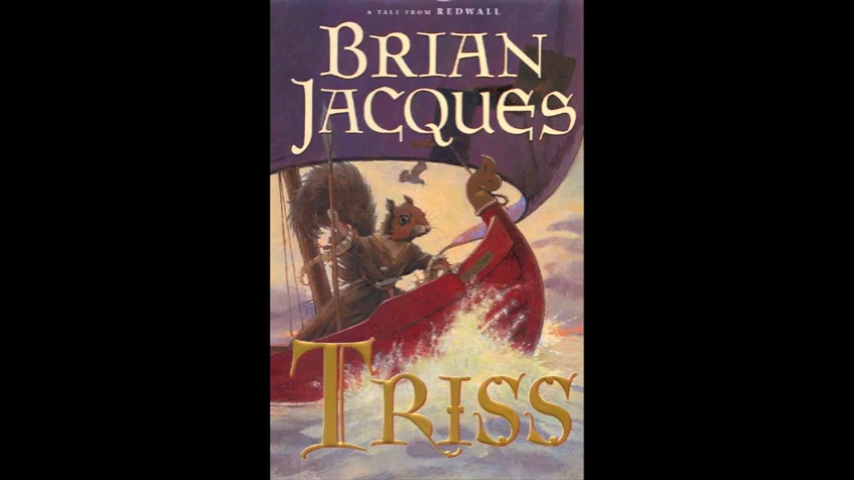 A TALE FROM REDWALL
BRIAN
JACQUES
TRISS